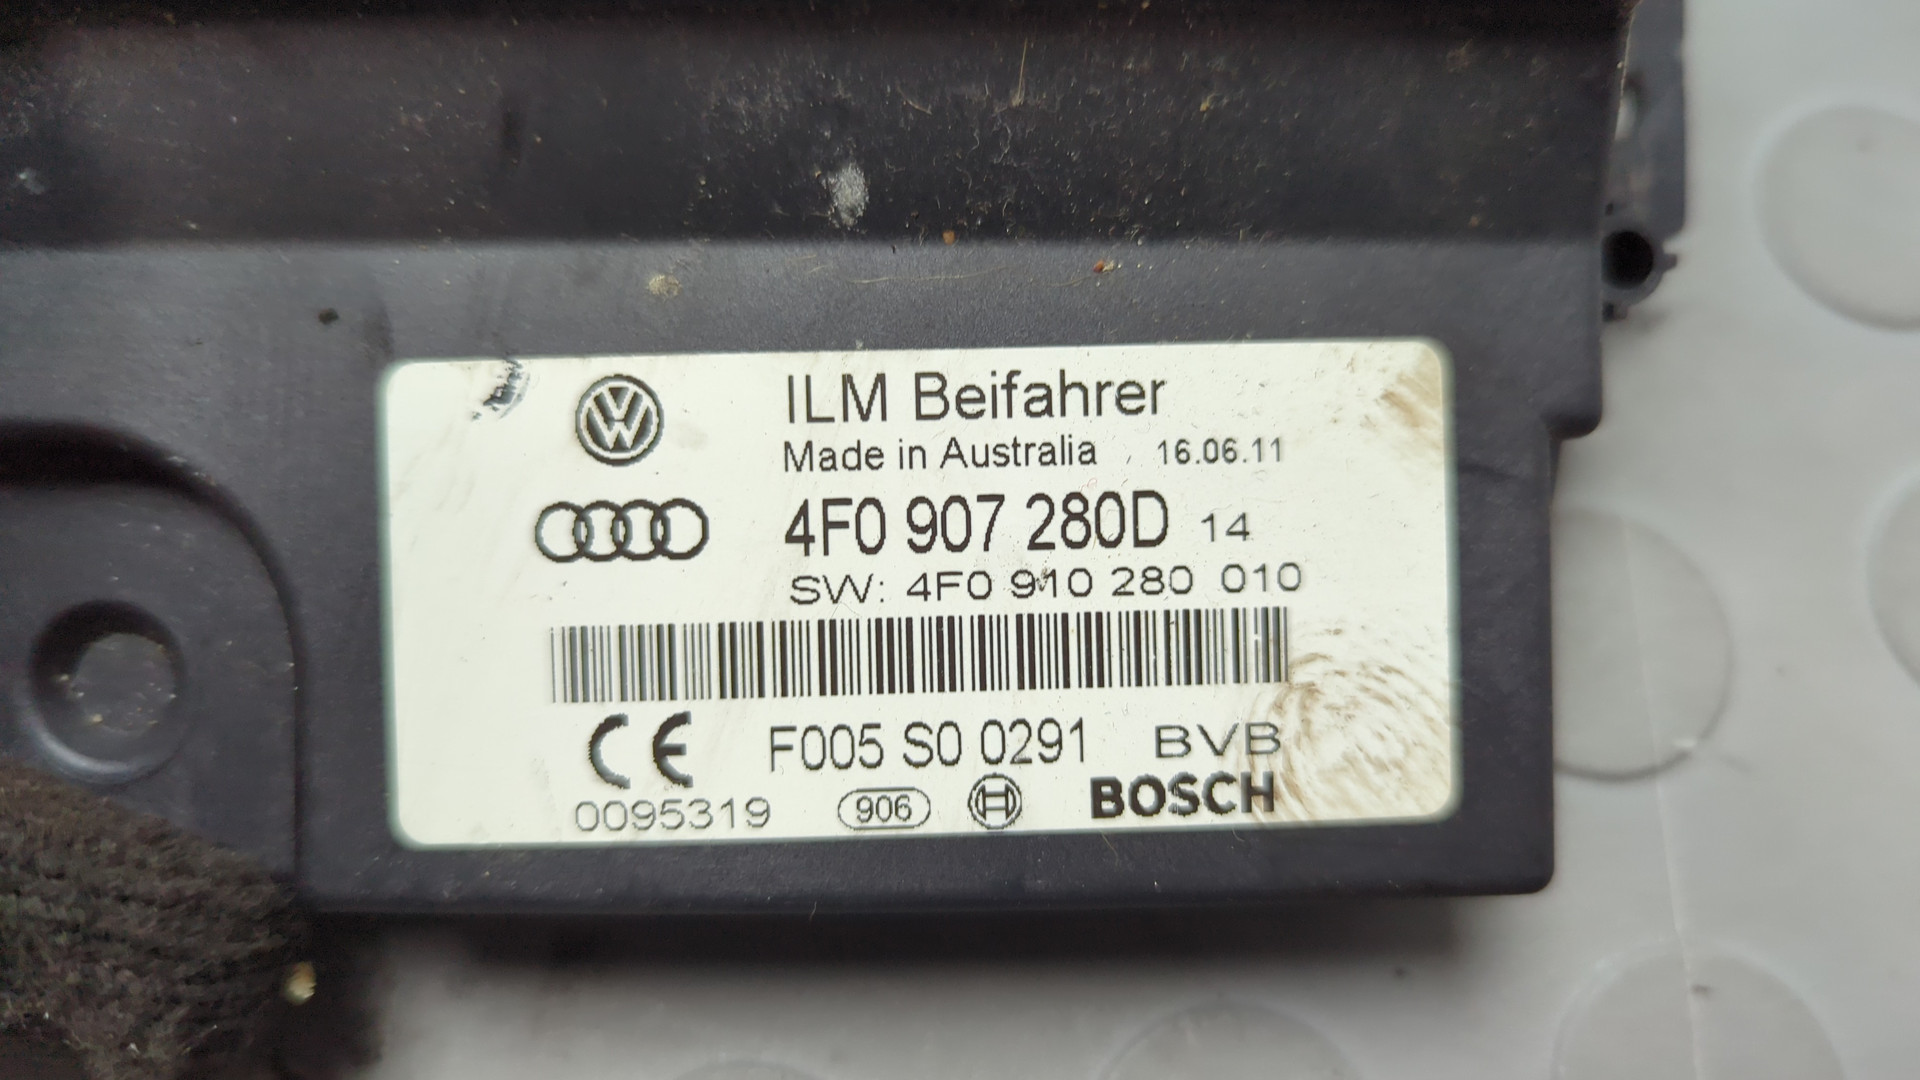 ILM Beifahrer
Made in Australia 16.06.11
4F0 907 280D 14
SW: 4F0 910 280 010
CE F005 S0 0291 BVB
0095319 906 BOSCH